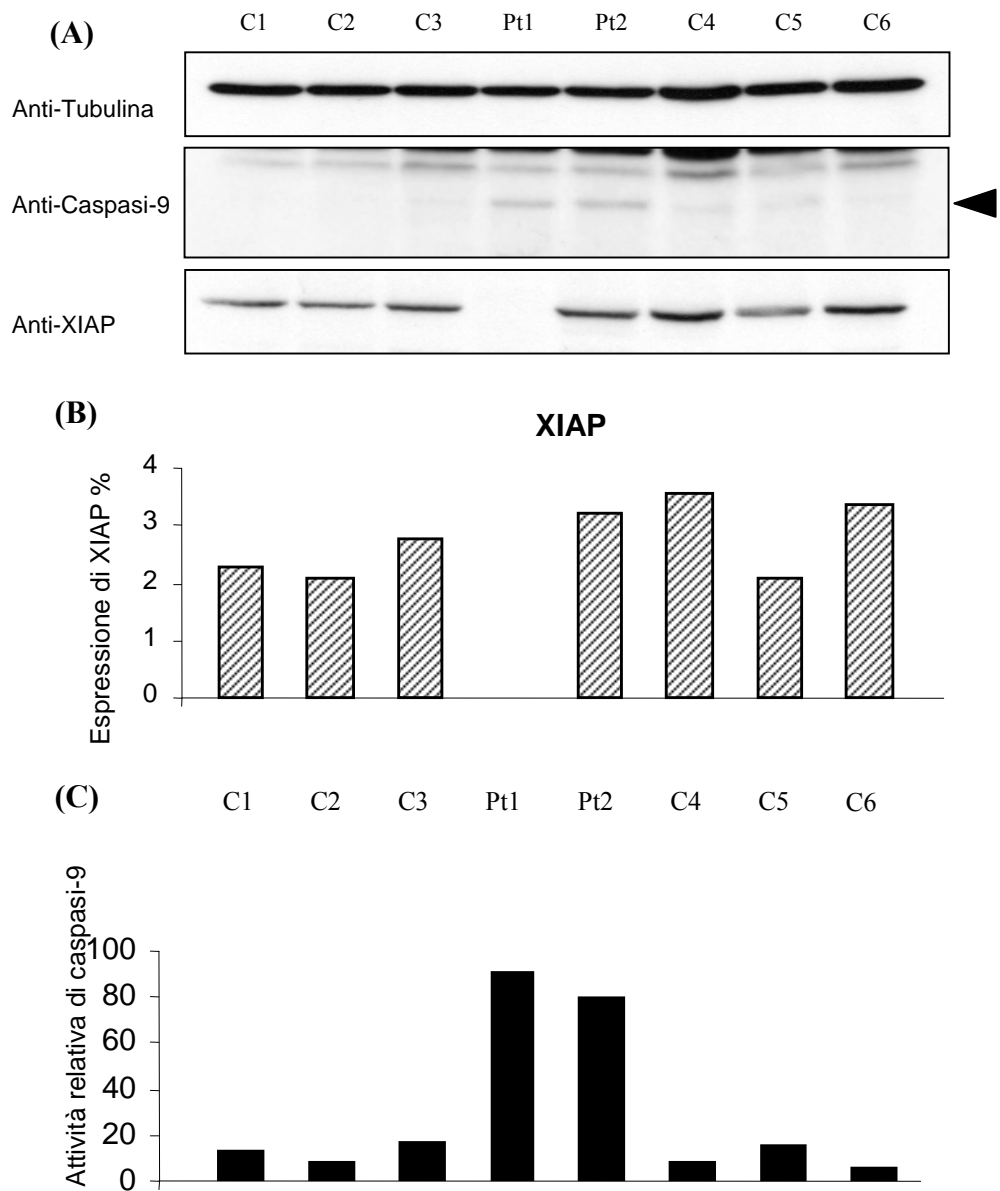 (A)
C1 C2 C3 Pt1 Pt2 C4 C5 C6
Anti-Tubulina
Anti-Caspasi-9
Anti-XIAP
(B)
XIAP
Espressione di XIAP %
4
3
2
1
0
(C)
C1 C2 C3 Pt1 Pt2 C4 C5 C6
Attività relativa di caspasi-9
100
80
60
40
20
0